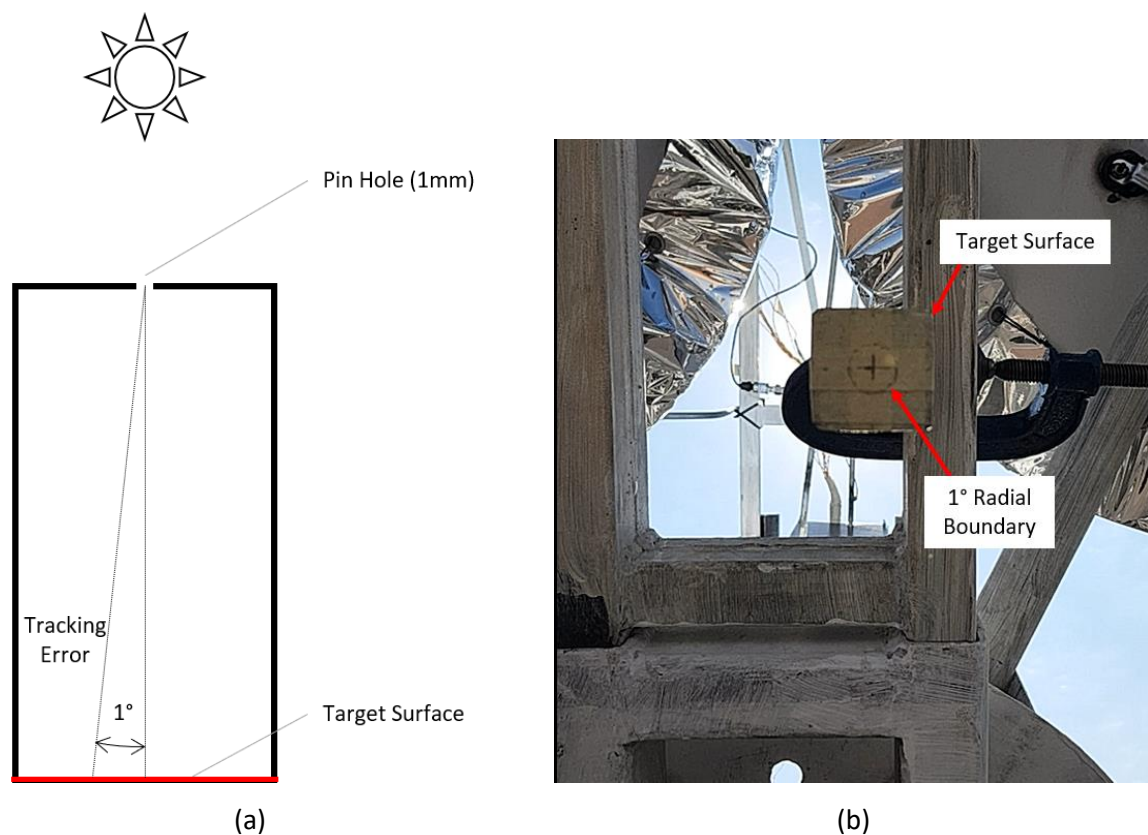 Pin Hole (1mm)
Tracking
Error
1°
Target Surface
(a)
Target Surface
1° Radial
Boundary
(b)